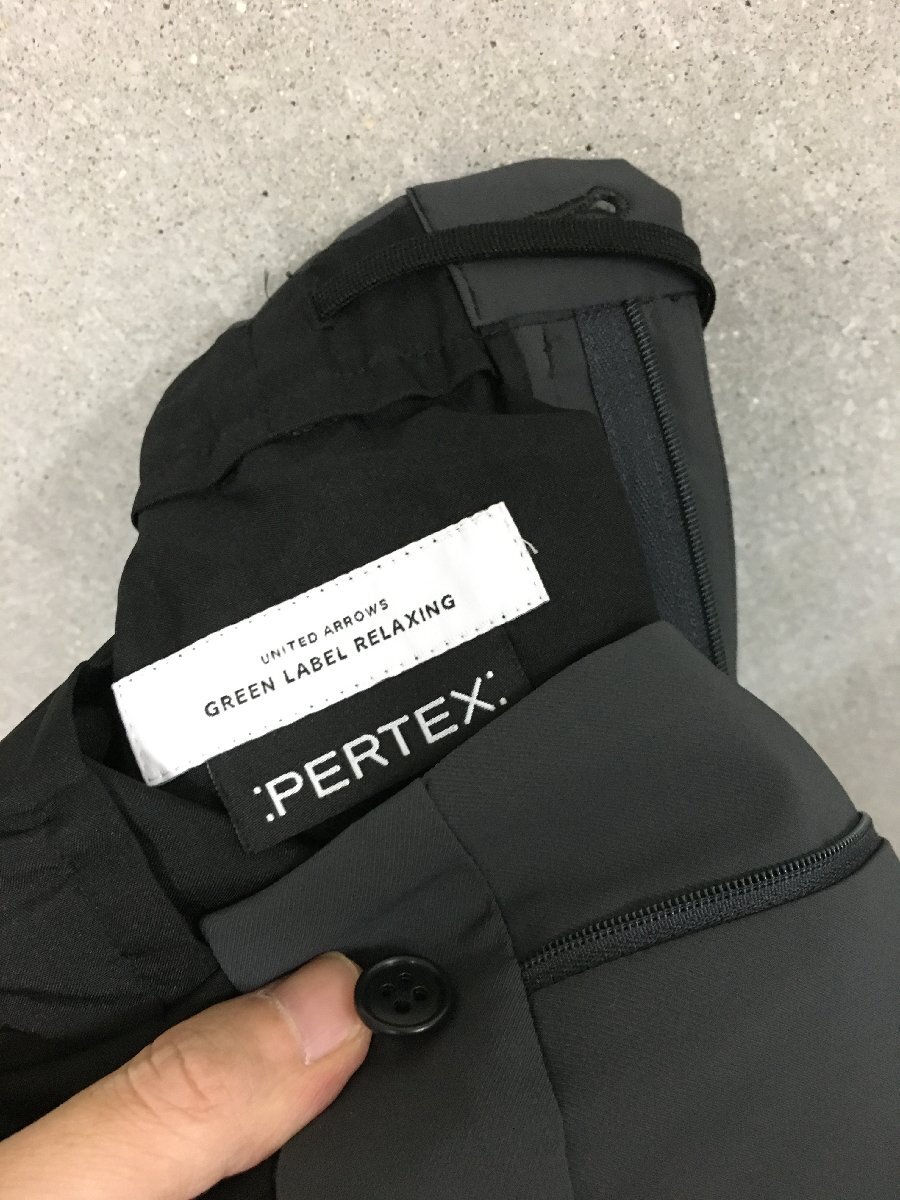 UNITED ARROWS
GREEN LABEL RELAXING
PERTEX